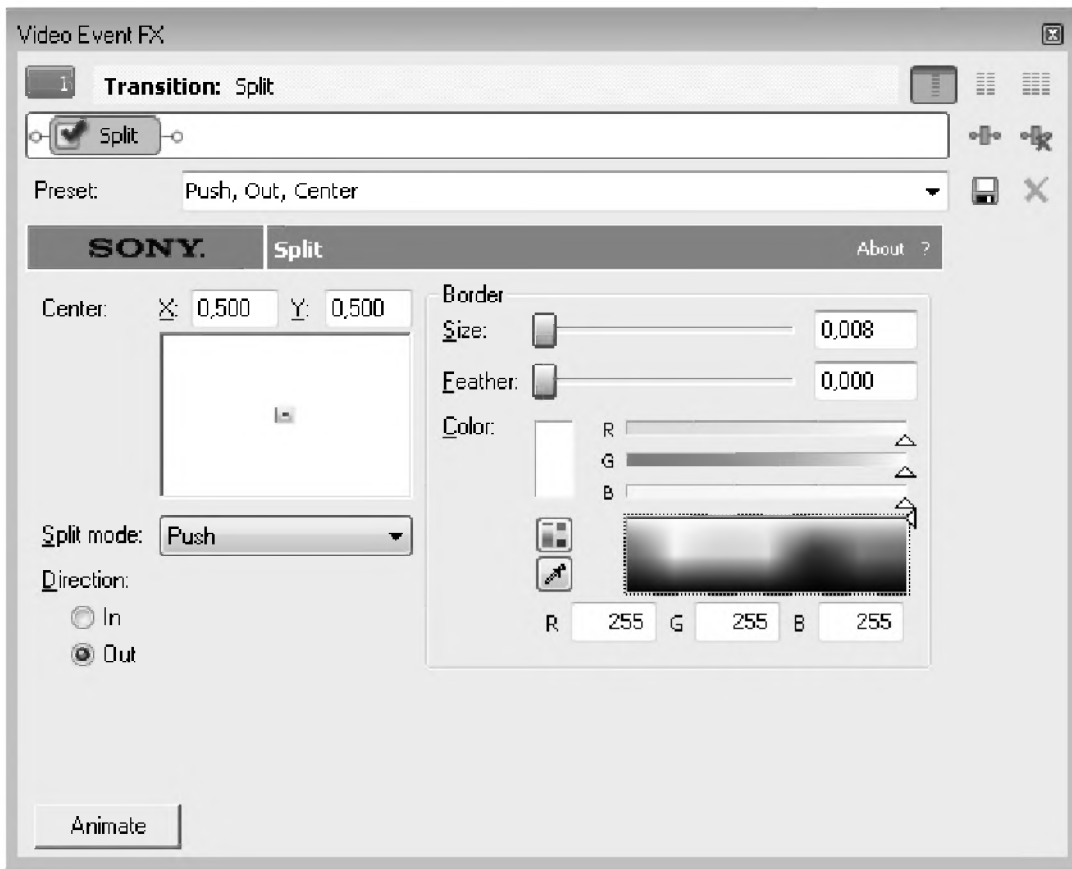 Video Event FX
1 Transition: Split
Split
Preset: Push, Out, Center
SONY. Split About ?
Center: X: 0,500 Y: 0,500
Border
Size: 0,008
Feather: 0,000
Color: R
G
B
Split mode: Push
Direction:
In
Out
R 255 G 255 B 255
Animate